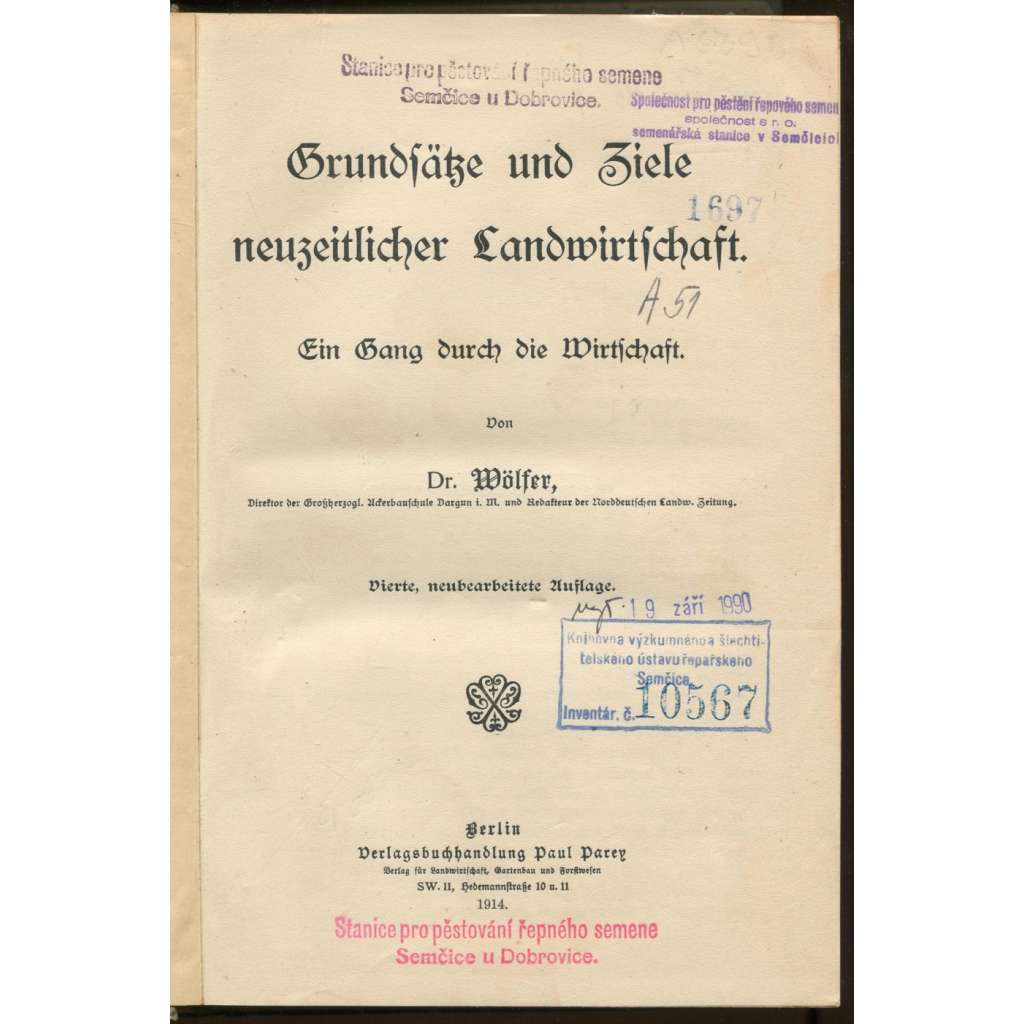 Stanice pro pěstování řepného semene
Semčice u Dobrovice.
Společnost pro pěstění řepového semen
společnost s r. o.
semenářská stanice v Semčicích
Grundſätze und Ziele
1697
neuzeitlicher Landwirtſchaft.
A 51
Ein Gang durch die Wirtſchaft.
Von
Dr. Wölfer,
Direktor der Großherzogl. Ackerbauſchule Dargun i. M. und Redakteur der Norddeutſchen Landw. Zeitung.
Vierte, neubearbeitete Auflage.
19 září 1990
Knihovna výzkumného a šlechti-
telského ústavu řepařského
Semčice
Inventár. č. 10567
Berlin
Verlagsbuchhandlung Paul Parey
Verlag für Landwirtſchaft, Gartenbau und Forſtweſen
SW. 11, Hedemannſtraße 10 u. 11
1914.
Stanice pro pěstování řepného semene
Semčice u Dobrovice.